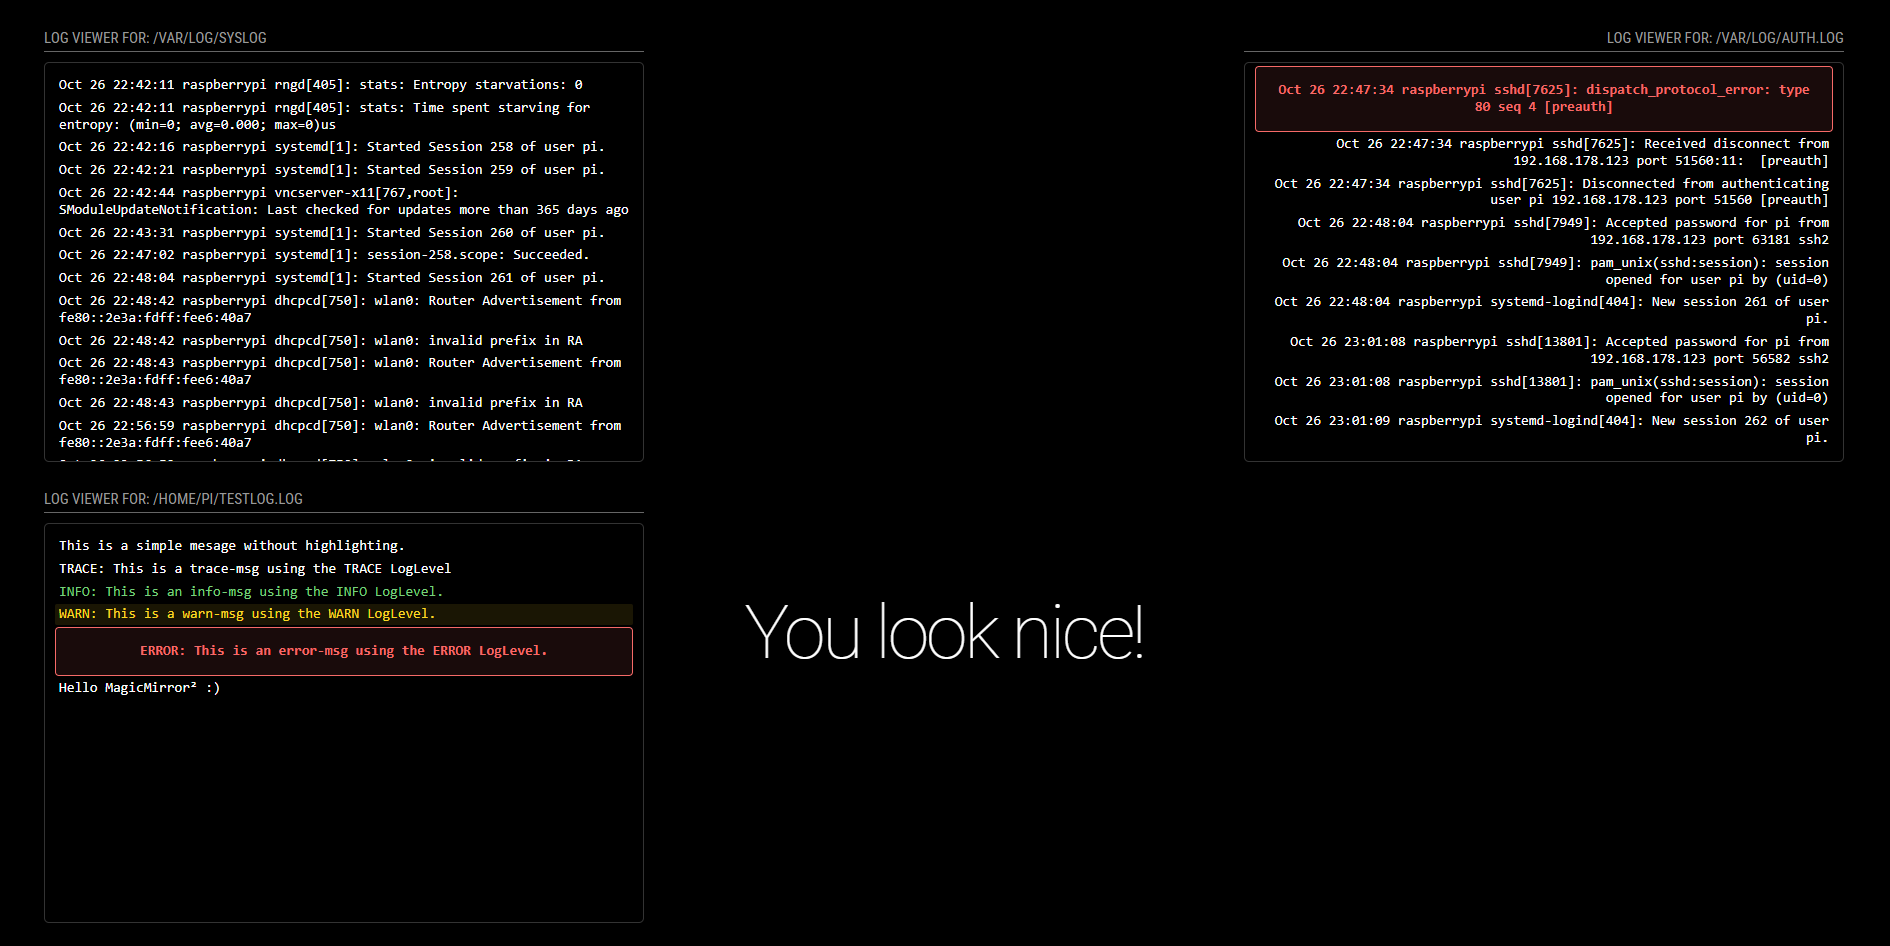 LOG VIEWER FOR: /VAR/LOG/SYSLOG
Oct 26 22:42:11 raspberrypi rngd[405]: stats: Entropy starvations: 0
Oct 26 22:42:11 raspberrypi rngd[405]: stats: Time spent starving for
entropy: (min=0; avg=0.000; max=0)us
Oct 26 22:42:16 raspberrypi systemd[1]: Started Session 258 of user pi.
Oct 26 22:42:21 raspberrypi systemd[1]: Started Session 259 of user pi.
Oct 26 22:42:44 raspberrypi vncserver-x11[767,root]:
SModuleUpdateNotification: Last checked for updates more than 365 days ago
Oct 26 22:43:31 raspberrypi systemd[1]: Started Session 260 of user pi.
Oct 26 22:47:02 raspberrypi systemd[1]: session-258.scope: Succeeded.
Oct 26 22:48:04 raspberrypi systemd[1]: Started Session 261 of user pi.
Oct 26 22:48:42 raspberrypi dhcpcd[750]: wlan0: Router Advertisement from
fe80::2e3a:fdff:fee6:40a7
Oct 26 22:48:42 raspberrypi dhcpcd[750]: wlan0: invalid prefix in RA
Oct 26 22:48:43 raspberrypi dhcpcd[750]: wlan0: Router Advertisement from
fe80::2e3a:fdff:fee6:40a7
Oct 26 22:48:43 raspberrypi dhcpcd[750]: wlan0: invalid prefix in RA
Oct 26 22:56:59 raspberrypi dhcpcd[750]: wlan0: Router Advertisement from
fe80::2e3a:fdff:fee6:40a7
LOG VIEWER FOR: /VAR/LOG/AUTH.LOG
Oct 26 22:47:34 raspberrypi sshd[7625]: dispatch_protocol_error: type
80 seq 4 [preauth]
Oct 26 22:47:34 raspberrypi sshd[7625]: Received disconnect from
192.168.178.123 port 51560:11:  [preauth]
Oct 26 22:47:34 raspberrypi sshd[7625]: Disconnected from authenticating
user pi 192.168.178.123 port 51560 [preauth]
Oct 26 22:48:04 raspberrypi sshd[7949]: Accepted password for pi from
192.168.178.123 port 63181 ssh2
Oct 26 22:48:04 raspberrypi sshd[7949]: pam_unix(sshd:session): session
opened for user pi by (uid=0)
Oct 26 22:48:04 raspberrypi systemd-logind[404]: New session 261 of user
pi.
Oct 26 23:01:08 raspberrypi sshd[13801]: Accepted password for pi from
192.168.178.123 port 56582 ssh2
Oct 26 23:01:08 raspberrypi sshd[13801]: pam_unix(sshd:session): session
opened for user pi by (uid=0)
Oct 26 23:01:09 raspberrypi systemd-logind[404]: New session 262 of user
pi.
LOG VIEWER FOR: /HOME/PI/TESTLOG.LOG
This is a simple mesage without highlighting.
TRACE: This is a trace-msg using the TRACE LogLevel
INFO: This is an info-msg using the INFO LogLevel.
WARN: This is a warn-msg using the WARN LogLevel.
ERROR: This is an error-msg using the ERROR LogLevel.
Hello MagicMirror² :)
You look nice!